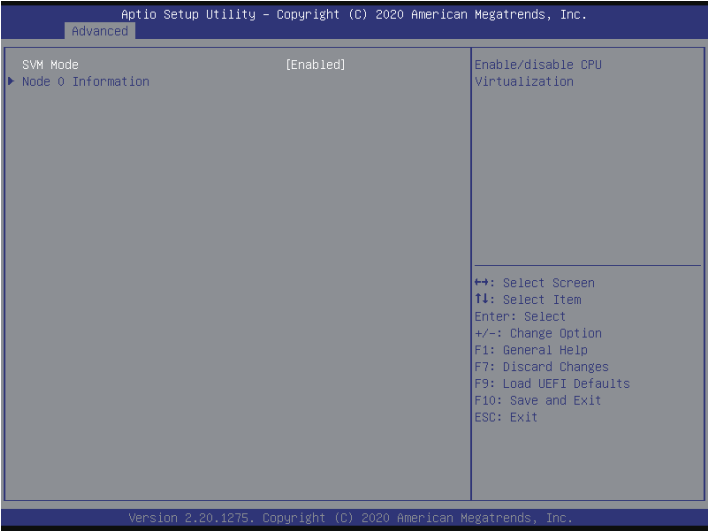 Aptio Setup Utility – Copyright (C) 2020 American Megatrends, Inc.
Advanced
SVM Mode [Enabled]
Node 0 Information
Enable/disable CPU
Virtualization
↔: Select Screen
↑↓: Select Item
Enter: Select
+/-: Change Option
F1: General Help
F7: Discard Changes
F9: Load UEFI Defaults
F10: Save and Exit
ESC: Exit
Version 2.20.1275. Copyright (C) 2020 American Megatrends, Inc.